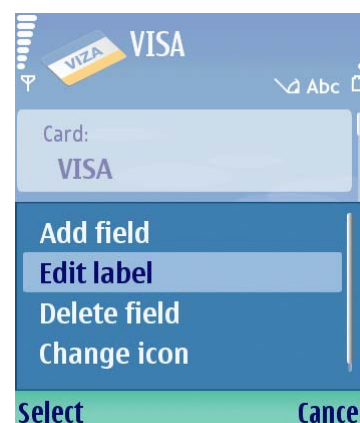 VISA
VIZA
Abc
Card:
VISA
Add field
Edit label
Delete field
Change icon
Select
Cance